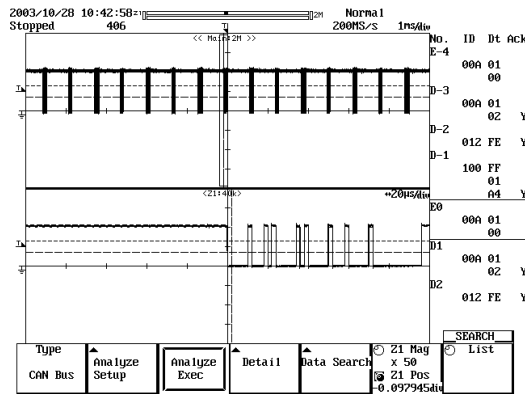 2003/10/28 10:42:58 Z1 2M Normal
Stopped 406 200MS/s 1ms/div
<< Main:2M >>
No. ID Dt Ack
E-4
00A 01
00
D-3
00A 01
02 Y
D-2
012 FE Y
D-1
100 FF
01
A4 Y
<Z1:40k> 20µs/div
E0
00A 01
00
D1
00A 01
02 Y
D2
012 FE Y
SEARCH
Type
CAN Bus
Analyze
Setup
Analyze
Exec
Detail
Data Search
Z1 Mag
x 50
Z1 Pos
-0.097945div
List